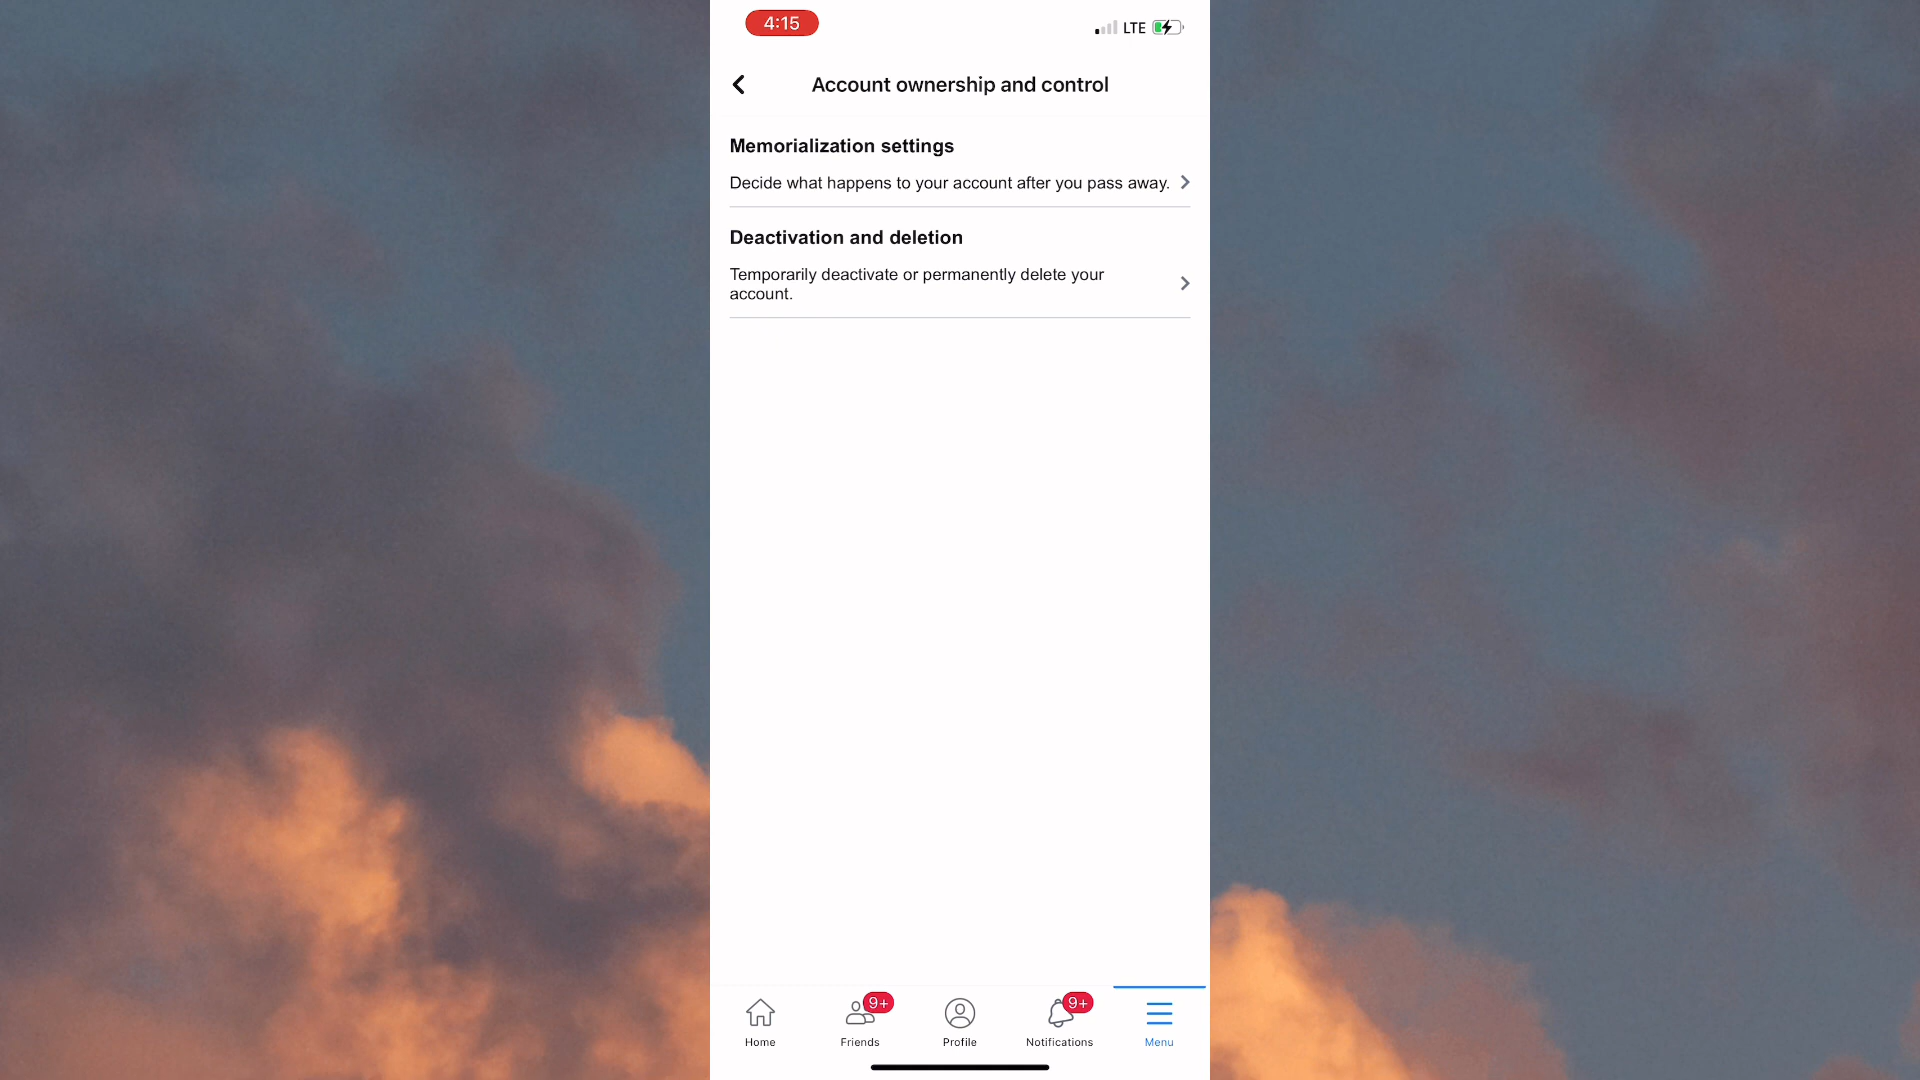 4:15
LTE
Account ownership and control
Memorialization settings
Decide what happens to your account after you pass away.
Deactivation and deletion
Temporarily deactivate or permanently delete your
account.
9+
9+
Home
Friends
Profile
Notifications
Menu